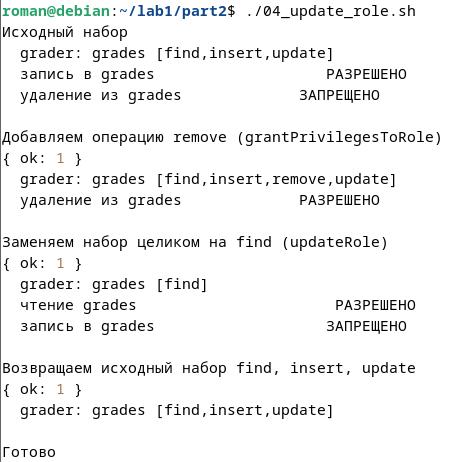 roman@debian:~/lab1/part2$ ./04_update_role.sh
Исходный набор
  grader: grades [find,insert,update]
  запись в grades                   РАЗРЕШЕНО
  удаление из grades             ЗАПРЕЩЕНО

Добавляем операцию remove (grantPrivilegesToRole)
{ ok: 1 }
  grader: grades [find,insert,remove,update]
  удаление из grades             РАЗРЕШЕНО

Заменяем набор целиком на find (updateRole)
{ ok: 1 }
  grader: grades [find]
  чтение grades                      РАЗРЕШЕНО
  запись в grades                   ЗАПРЕЩЕНО

Возвращаем исходный набор find, insert, update
{ ok: 1 }
  grader: grades [find,insert,update]

Готово